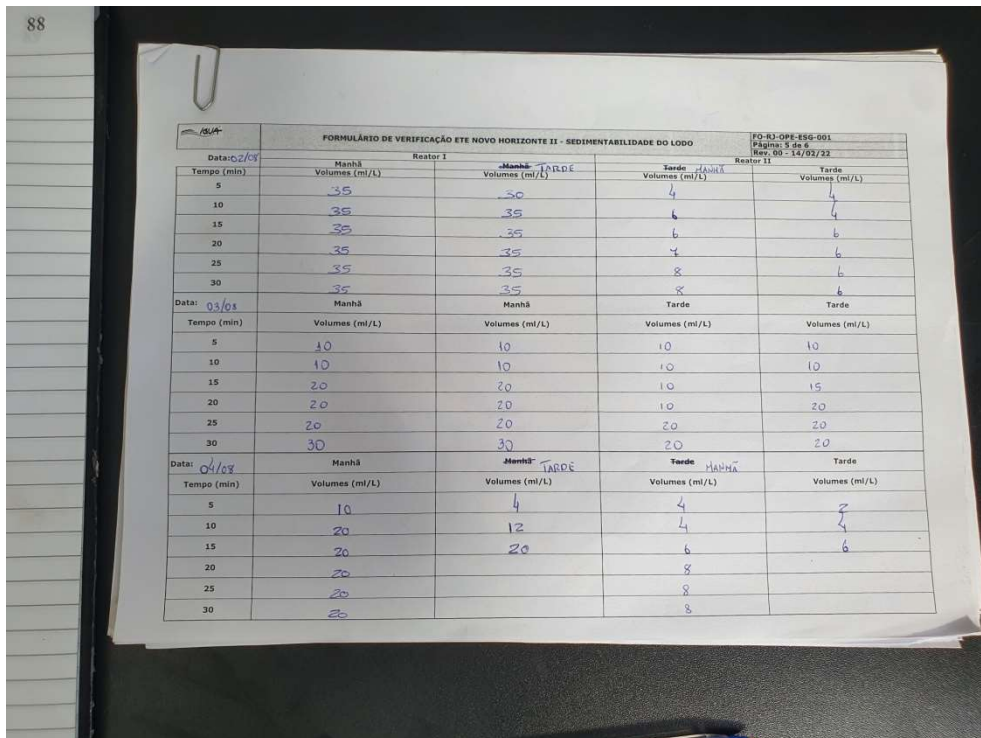 88
IGUÁ
FORMULÁRIO DE VERIFICAÇÃO ETE NOVO HORIZONTE II - SEDIMENTABILIDADE DO LODO
FO-RJ-OPE-ESG-001
Página: 5 de 6
Rev. 00 - 14/02/22
Data: 02/08 Reator I Reator II
Manhã Manhã TARDE Tarde MANHÃ Tarde
Tempo (min) Volumes (ml/L) Volumes (ml/L) Volumes (ml/L) Volumes (ml/L)
5 35 30 4 4
10 35 35 6 4
15 35 35 6 6
20 35 35 7 6
25 35 35 8 6
30 35 35 8 6
Data: 03/08 Manhã Manhã Tarde Tarde
Tempo (min) Volumes (ml/L) Volumes (ml/L) Volumes (ml/L) Volumes (ml/L)
5 10 10 10 10
10 10 10 10 10
15 20 20 10 15
20 20 20 10 20
25 20 20 20 20
30 30 30 20 20
Data: 04/08 Manhã Manhã TARDE Tarde MANHÃ Tarde
Tempo (min) Volumes (ml/L) Volumes (ml/L) Volumes (ml/L) Volumes (ml/L)
5 10 4 4 2
10 20 12 4 4
15 20 20 6 6
20 20 8
25 20 8
30 20 8